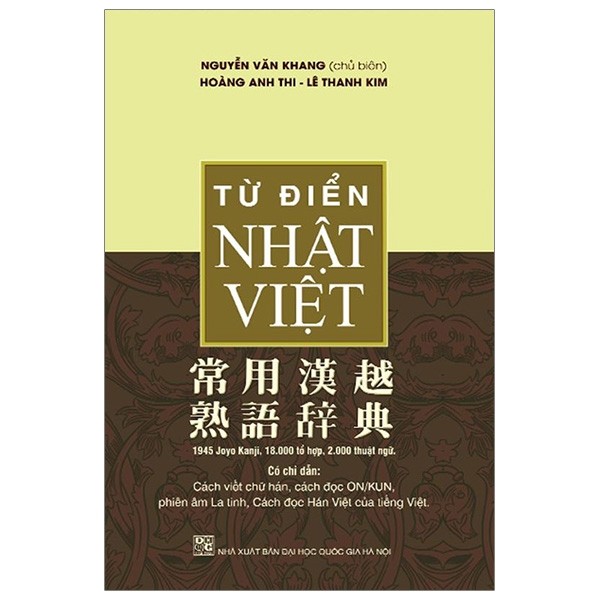 NGUYỄN VĂN KHANG (chủ biên)
HOÀNG ANH THI - LÊ THANH KIM
TỪ ĐIỂN
NHẬT
VIỆT
常用漢越
熟語辞典
1945 Joyo Kanji, 18.000 tổ hợp, 2.000 thuật ngữ.
Có chỉ dẫn:
Cách viết chữ hán, cách đọc ON/KUN,
phiên âm La tinh, Cách đọc Hán Việt của tiếng Việt.
NHÀ XUẤT BẢN ĐẠI HỌC QUỐC GIA HÀ NỘI